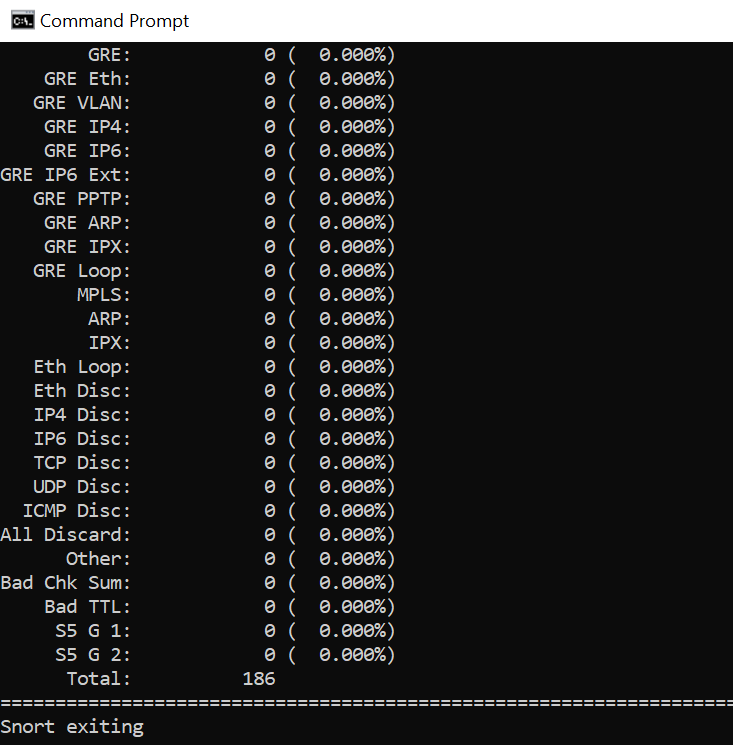 Command Prompt
GRE: 0 ( 0.000%)
GRE Eth: 0 ( 0.000%)
GRE VLAN: 0 ( 0.000%)
GRE IP4: 0 ( 0.000%)
GRE IP6: 0 ( 0.000%)
GRE IP6 Ext: 0 ( 0.000%)
GRE PPTP: 0 ( 0.000%)
GRE ARP: 0 ( 0.000%)
GRE IPX: 0 ( 0.000%)
GRE Loop: 0 ( 0.000%)
MPLS: 0 ( 0.000%)
ARP: 0 ( 0.000%)
IPX: 0 ( 0.000%)
Eth Loop: 0 ( 0.000%)
Eth Disc: 0 ( 0.000%)
IP4 Disc: 0 ( 0.000%)
IP6 Disc: 0 ( 0.000%)
TCP Disc: 0 ( 0.000%)
UDP Disc: 0 ( 0.000%)
ICMP Disc: 0 ( 0.000%)
All Discard: 0 ( 0.000%)
Other: 0 ( 0.000%)
Bad Chk Sum: 0 ( 0.000%)
Bad TTL: 0 ( 0.000%)
S5 G 1: 0 ( 0.000%)
S5 G 2: 0 ( 0.000%)
Total: 186
===================================================================
Snort exiting